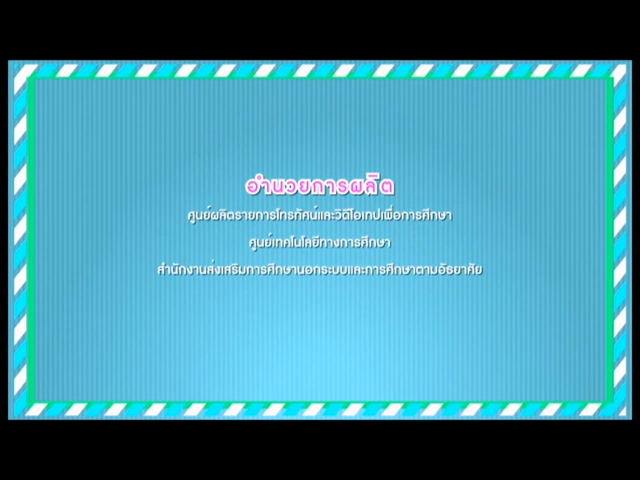 อำนวยการผลิต
ศูนย์ผลิตรายการโทรทัศน์และวิดีโอเทปเพื่อการศึกษา
ศูนย์เทคโนโลยีทางการศึกษา
สำนักงานส่งเสริมการศึกษานอกระบบและการศึกษาตามอัธยาศัย